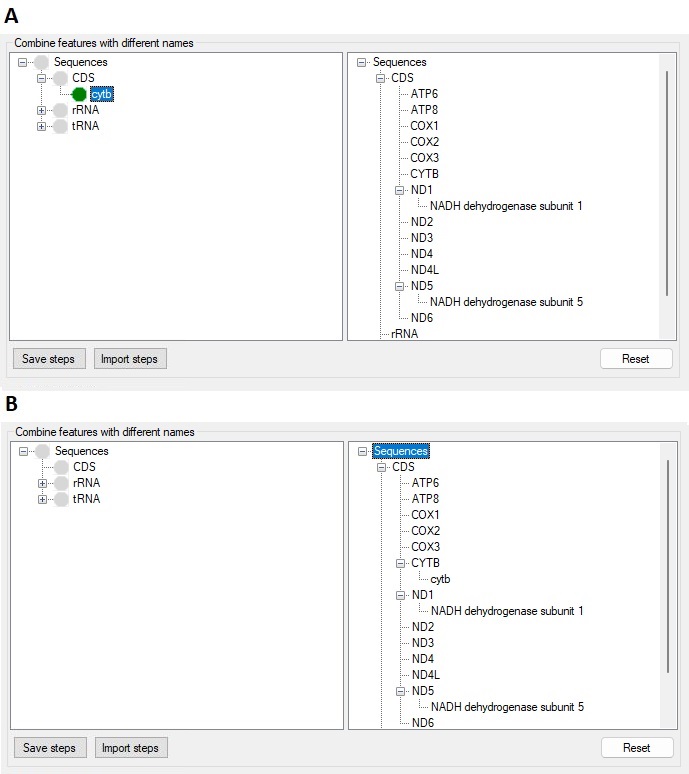 A
Combine features with different names
Sequences
CDS
cytb
rRNA
tRNA
Sequences
CDS
ATP6
ATP8
COX1
COX2
COX3
CYTB
ND1
NADH dehydrogenase subunit 1
ND2
ND3
ND4
ND4L
ND5
NADH dehydrogenase subunit 5
ND6
rRNA
Save steps
Import steps
Reset
B
Combine features with different names
Sequences
CDS
rRNA
tRNA
Sequences
CDS
ATP6
ATP8
COX1
COX2
COX3
CYTB
cytb
ND1
NADH dehydrogenase subunit 1
ND2
ND3
ND4
ND4L
ND5
NADH dehydrogenase subunit 5
ND6
Save steps
Import steps
Reset